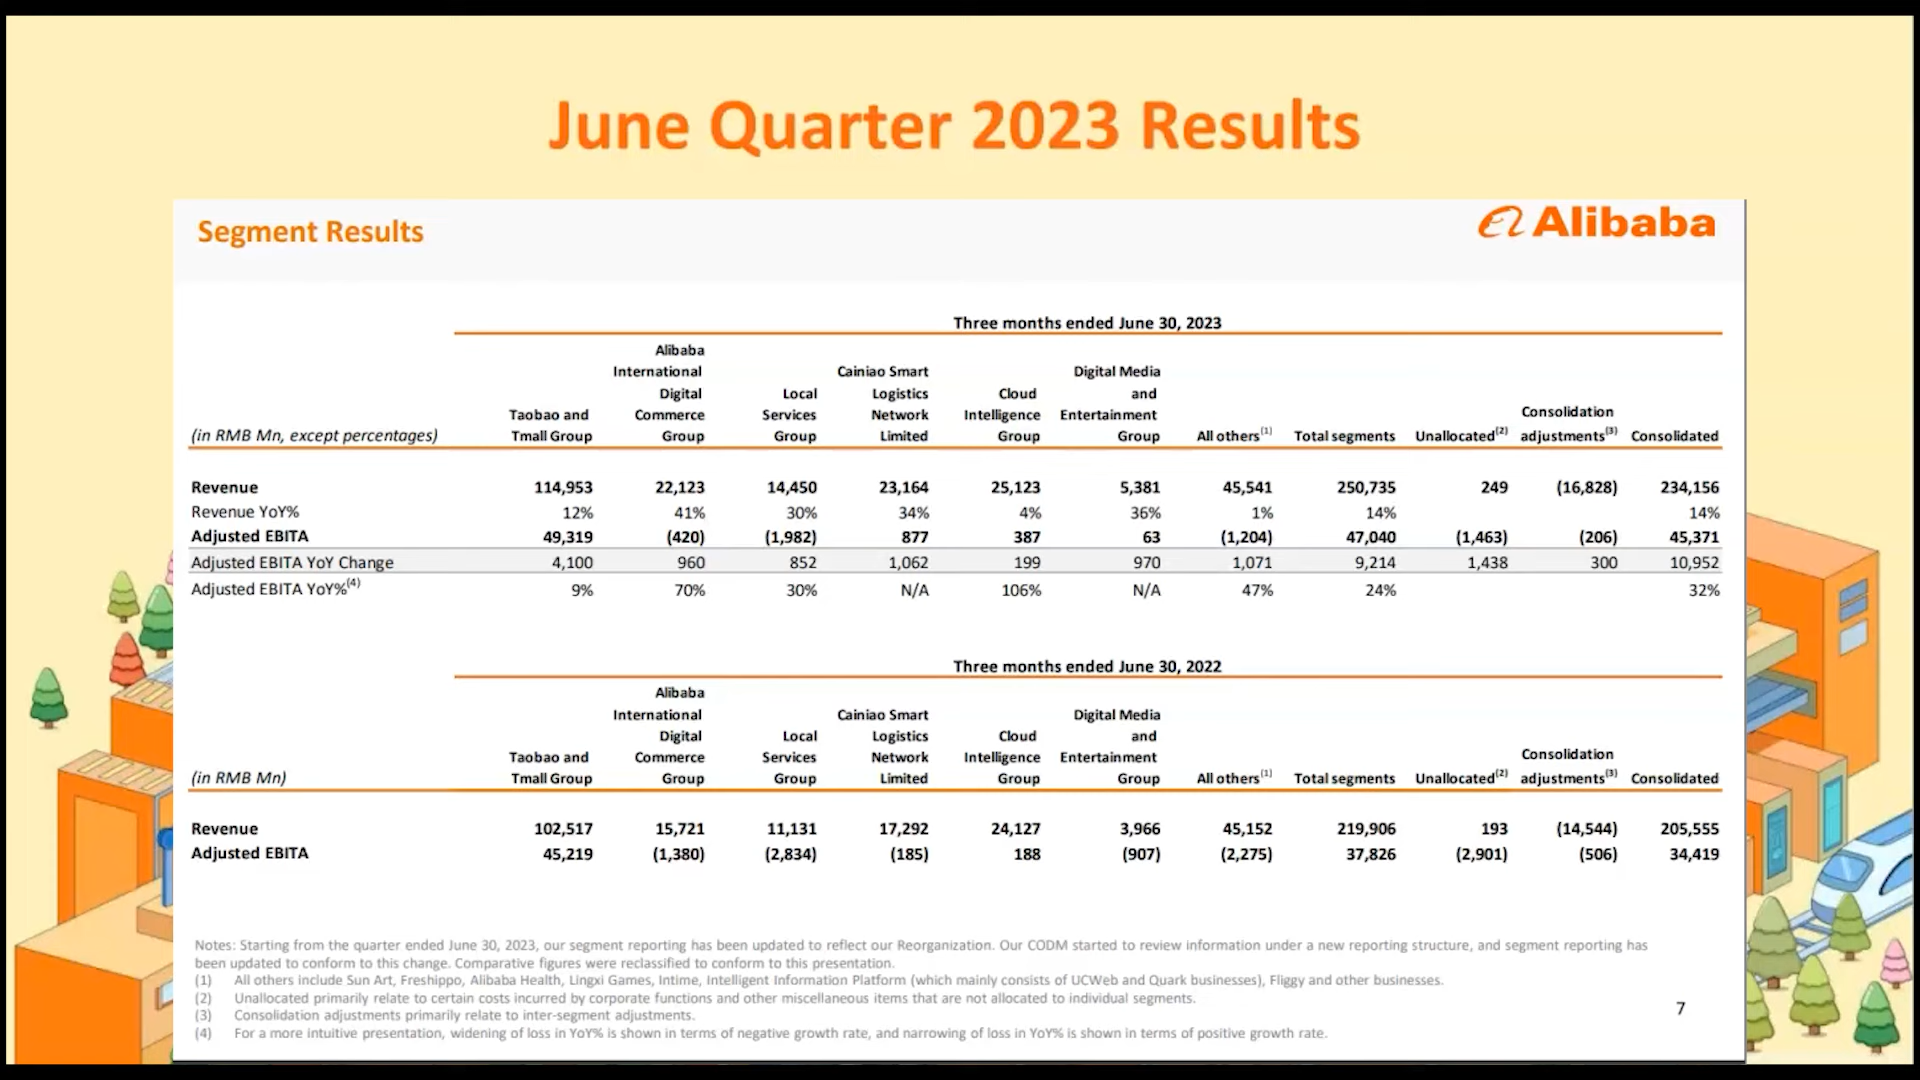 June Quarter 2023 Results
Segment Results
Alibaba
Three months ended June 30, 2023
Alibaba
International Cainiao Smart Digital Media
Digital Local Logistics Cloud and
Taobao and Commerce Services Network Intelligence Entertainment Consolidation
(in RMB Mn, except percentages) Tmall Group Group Group Limited Group Group All others(1) Total segments Unallocated(2) adjustments(3) Consolidated
Revenue 114,953 22,123 14,450 23,164 25,123 5,381 45,541 250,735 249 (16,828) 234,156
Revenue YoY% 12% 41% 30% 34% 4% 36% 1% 14% 14%
Adjusted EBITA 49,319 (420) (1,982) 877 387 63 (1,204) 47,040 (1,463) (206) 45,371
Adjusted EBITA YoY Change 4,100 960 852 1,062 199 970 1,071 9,214 1,438 300 10,952
Adjusted EBITA YoY%(4) 9% 70% 30% N/A 106% N/A 47% 24% 32%
Three months ended June 30, 2022
Alibaba
International Cainiao Smart Digital Media
Digital Local Logistics Cloud and
Taobao and Commerce Services Network Intelligence Entertainment Consolidation
(in RMB Mn) Tmall Group Group Group Limited Group Group All others(1) Total segments Unallocated(2) adjustments(3) Consolidated
Revenue 102,517 15,721 11,131 17,292 24,127 3,966 45,152 219,906 193 (14,544) 205,555
Adjusted EBITA 45,219 (1,380) (2,834) (185) 188 (907) (2,275) 37,826 (2,901) (506) 34,419
Notes: Starting from the quarter ended June 30, 2023, our segment reporting has been updated to reflect our Reorganization. Our CODM started to review information under a new reporting structure, and segment reporting has
been updated to conform to this change. Comparative figures were reclassified to conform to this presentation.
(1) All others include Sun Art, Freshippo, Alibaba Health, Lingxi Games, Intime, Intelligent Information Platform (which mainly consists of UCWeb and Quark businesses), Fliggy and other businesses.
(2) Unallocated primarily relate to certain costs incurred by corporate functions and other miscellaneous items that are not allocated to individual segments.
(3) Consolidation adjustments primarily relate to inter-segment adjustments.
(4) For a more intuitive presentation, widening of loss in YoY% is shown in terms of negative growth rate, and narrowing of loss in YoY% is shown in terms of positive growth rate.
7